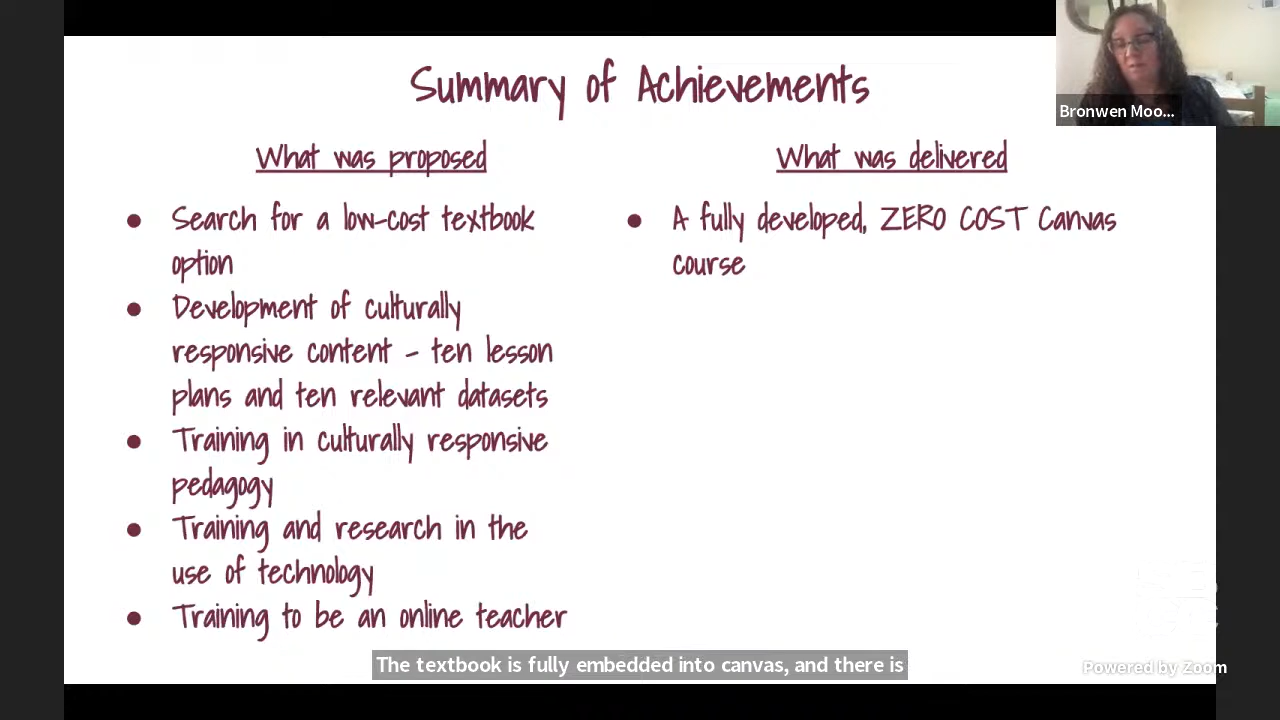 Summary of Achievements
What was proposed
● Search for a low-cost textbook
option
● Development of culturally
responsive content - ten lesson
plans and ten relevant datasets
● Training in culturally responsive
pedagogy
● Training and research in the
use of technology
● Training to be an online teacher
What was delivered
● A fully developed, ZERO COST Canvas
course
Bronwen Moo...
The textbook is fully embedded into canvas, and there is
Powered by Zoom